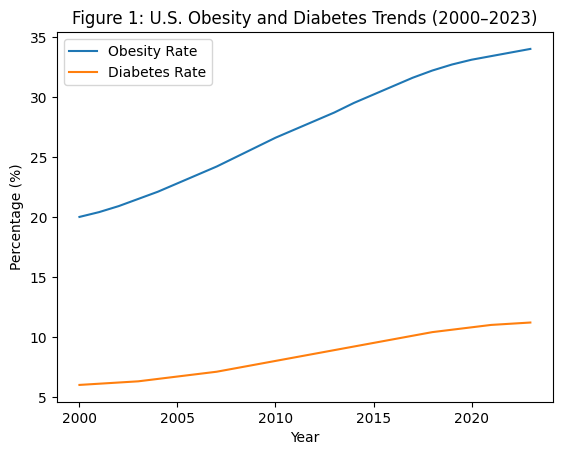 Figure 1: U.S. Obesity and Diabetes Trends (2000–2023)
35
Obesity Rate
Diabetes Rate
30
25
Percentage (%)
20
15
10
5
2000 2005 2010 2015 2020
Year